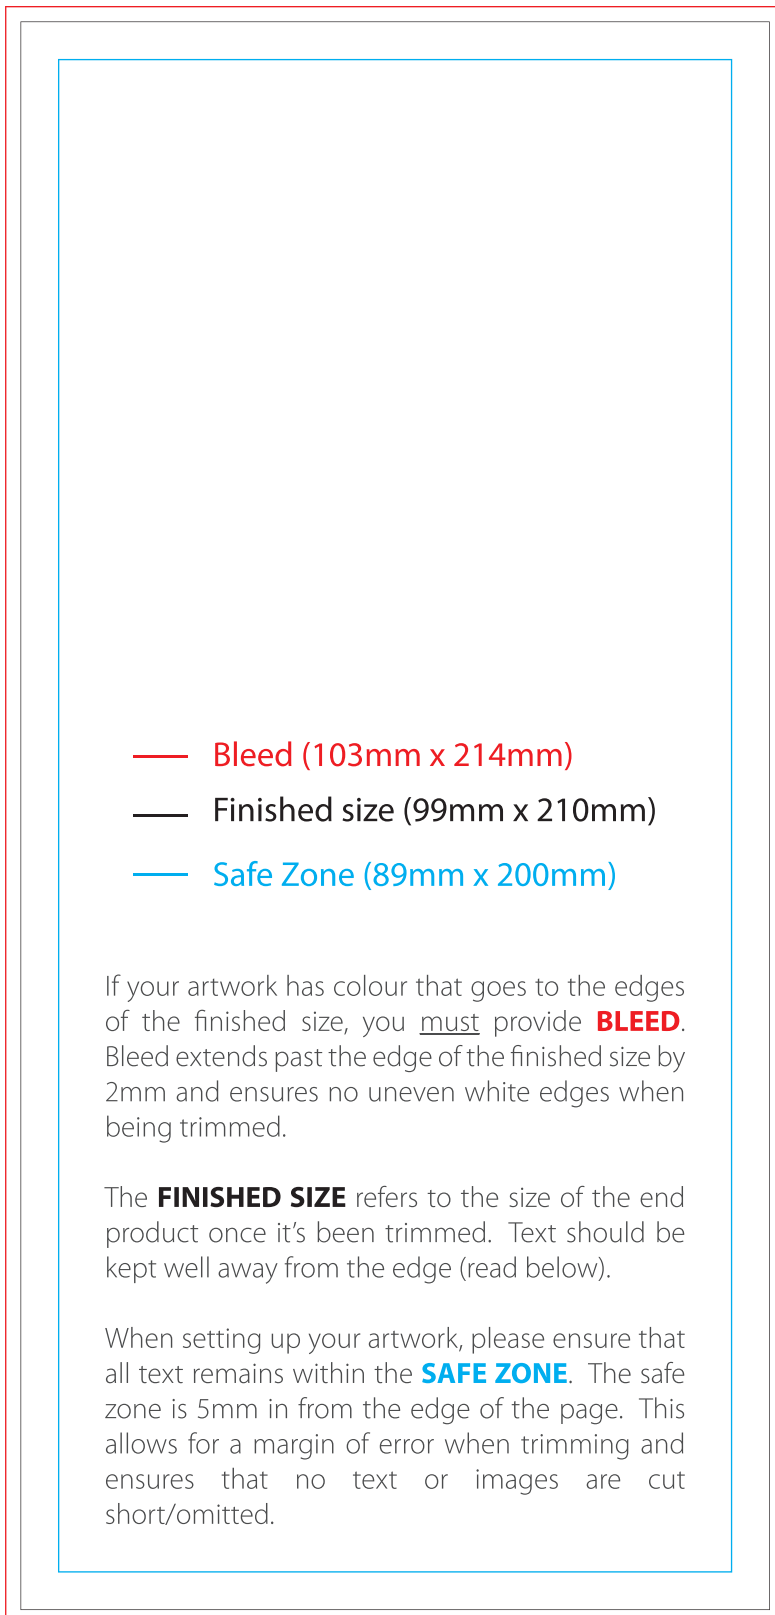 Bleed (103mm x 214mm)
Finished size (99mm x 210mm)
Safe Zone (89mm x 200mm)
If your artwork has colour that goes to the edges
of the finished size, you must provide BLEED.
Bleed extends past the edge of the finished size by
2mm and ensures no uneven white edges when
being trimmed.
The FINISHED SIZE refers to the size of the end
product once it’s been trimmed.  Text should be
kept well away from the edge (read below).
When setting up your artwork, please ensure that
all text remains within the SAFE ZONE.  The safe
zone is 5mm in from the edge of the page.  This
allows for a margin of error when trimming and
ensures that no text or images are cut
short/omitted.